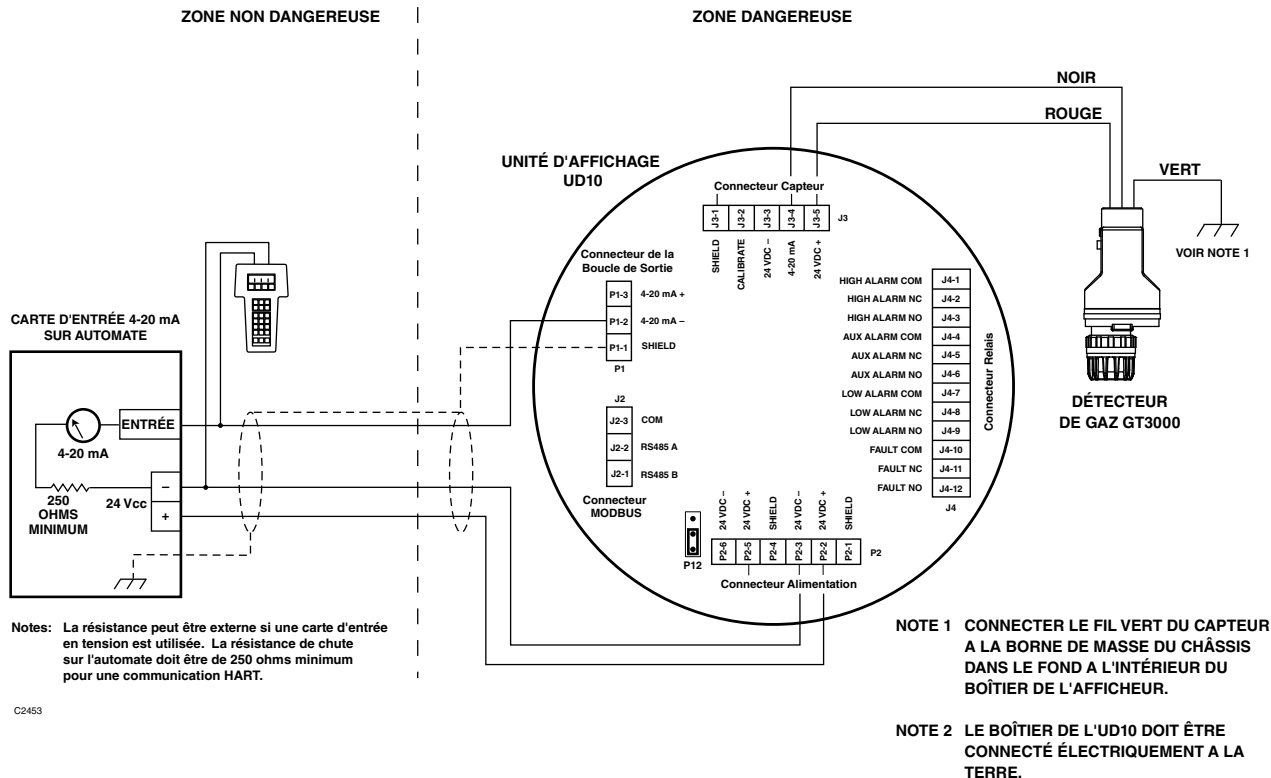 ZONE NON DANGEREUSE
ZONE DANGEREUSE
NOIR
ROUGE
VERT
VOIR NOTE 1
UNITÉ D'AFFICHAGE
UD10
Connecteur Capteur
J3-1
J3-2
J3-3
J3-4
J3-5
J3
SHIELD
CALIBRATE
24 VDC –
4-20 mA
24 VDC +
Connecteur de la
Boucle de Sortie
P1-3 4-20 mA +
P1-2 4-20 mA –
P1-1 SHIELD
P1
J2
J2-3 COM
J2-2 RS485 A
J2-1 RS485 B
Connecteur
MODBUS
HIGH ALARM COM J4-1
HIGH ALARM NC J4-2
HIGH ALARM NO J4-3
AUX ALARM COM J4-4
AUX ALARM NC J4-5
AUX ALARM NO J4-6
LOW ALARM COM J4-7
LOW ALARM NC J4-8
LOW ALARM NO J4-9
FAULT COM J4-10
FAULT NC J4-11
FAULT NO J4-12
J4
Connecteur Relais
DÉTECTEUR
DE GAZ GT3000
CARTE D'ENTRÉE 4-20 mA
SUR AUTOMATE
ENTRÉE
4-20 mA
250
OHMS
MINIMUM
24 Vcc
–
+
24 VDC –
24 VDC +
SHIELD
24 VDC –
24 VDC +
SHIELD
P2-6
P2-5
P2-4
P2-3
P2-2
P2-1
P2
P12
Connecteur Alimentation
Notes: La résistance peut être externe si une carte d'entrée
en tension est utilisée. La résistance de chute
sur l'automate doit être de 250 ohms minimum
pour une communication HART.
C2453
NOTE 1 CONNECTER LE FIL VERT DU CAPTEUR
A LA BORNE DE MASSE DU CHÂSSIS
DANS LE FOND A L'INTÉRIEUR DU
BOÎTIER DE L'AFFICHEUR.
NOTE 2 LE BOÎTIER DE L'UD10 DOIT ÊTRE
CONNECTÉ ÉLECTRIQUEMENT A LA
TERRE.